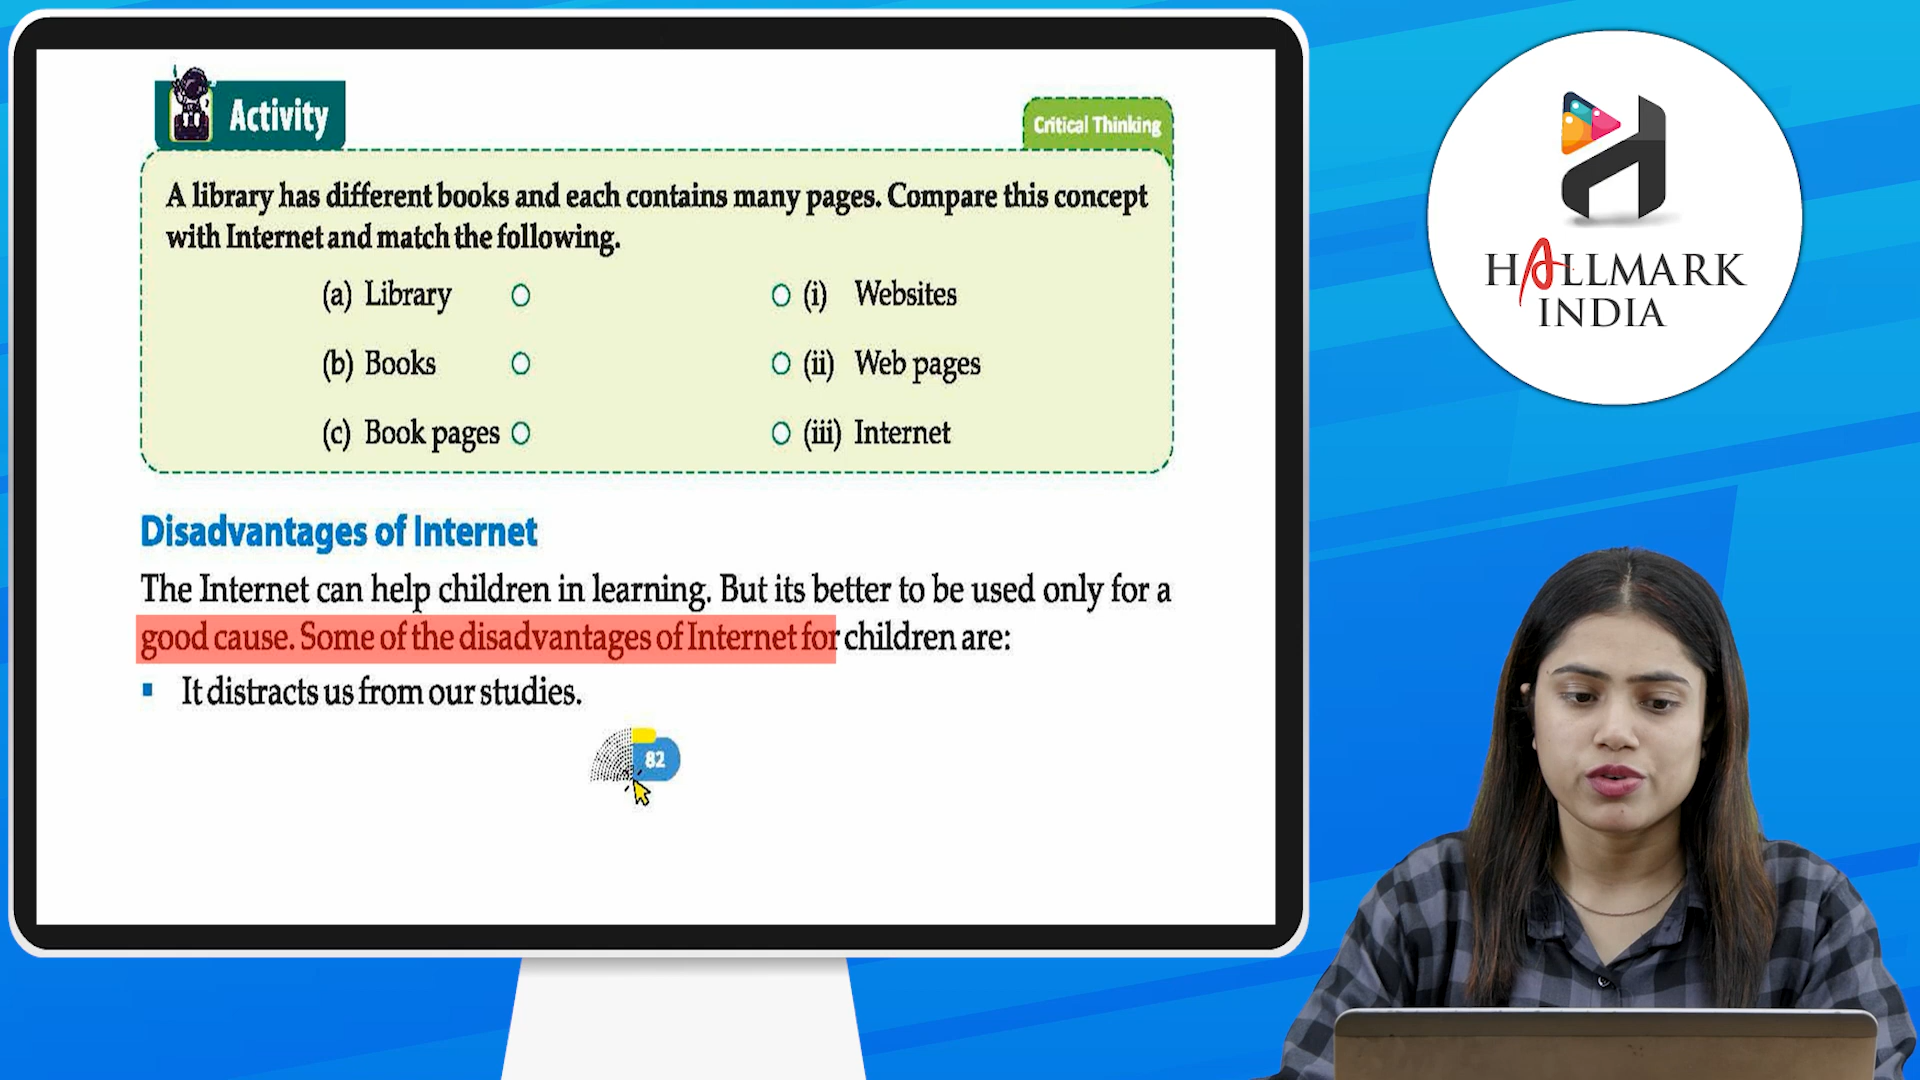 Activity
Critical Thinking
A library has different books and each contains many pages. Compare this concept
with Internet and match the following.
(a) Library (i) Websites
(b) Books (ii) Web pages
(c) Book pages (iii) Internet
Disadvantages of Internet
The Internet can help children in learning. But its better to be used only for a
good cause. Some of the disadvantages of Internet for children are:
▪ It distracts us from our studies.
82
HALLMARK
INDIA